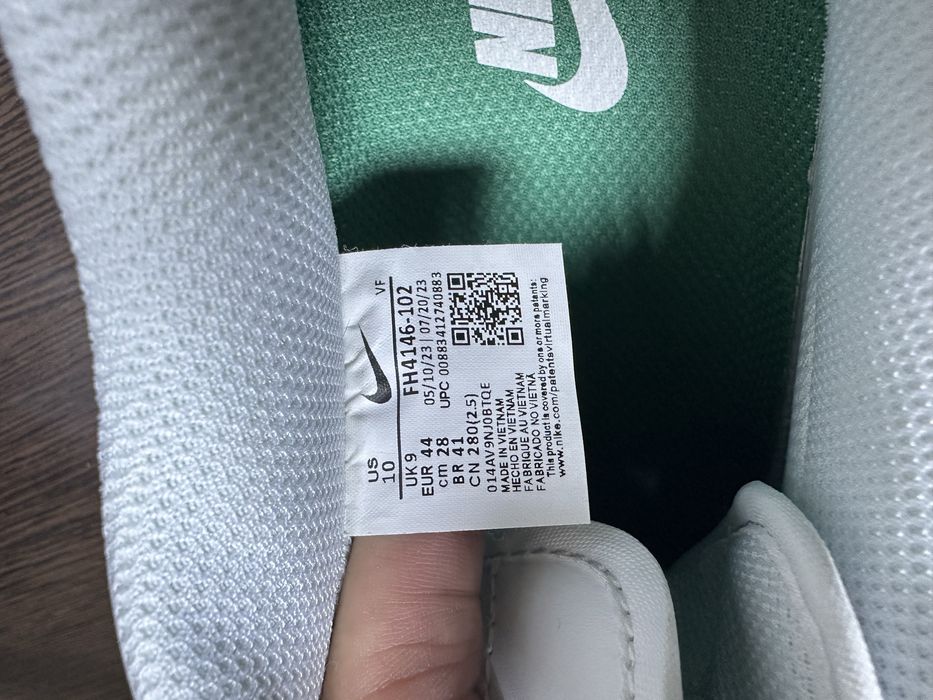 NIKE
US
10
VF
UK 9
FH4146-102
EUR 44
05/10/23 | 07/20/23
cm 28
UPC 00883412740883
BR 41
CN 280(2.5)
014AV9NJ0BTQE
MADE IN VIETNAM
HECHO EN VIETNAM
FABRIQUE AU VIETNAM
FABRICADO NO VIETNÃ
This product is covered by one or more patents:
www.nike.com/patentsvirtualmarking